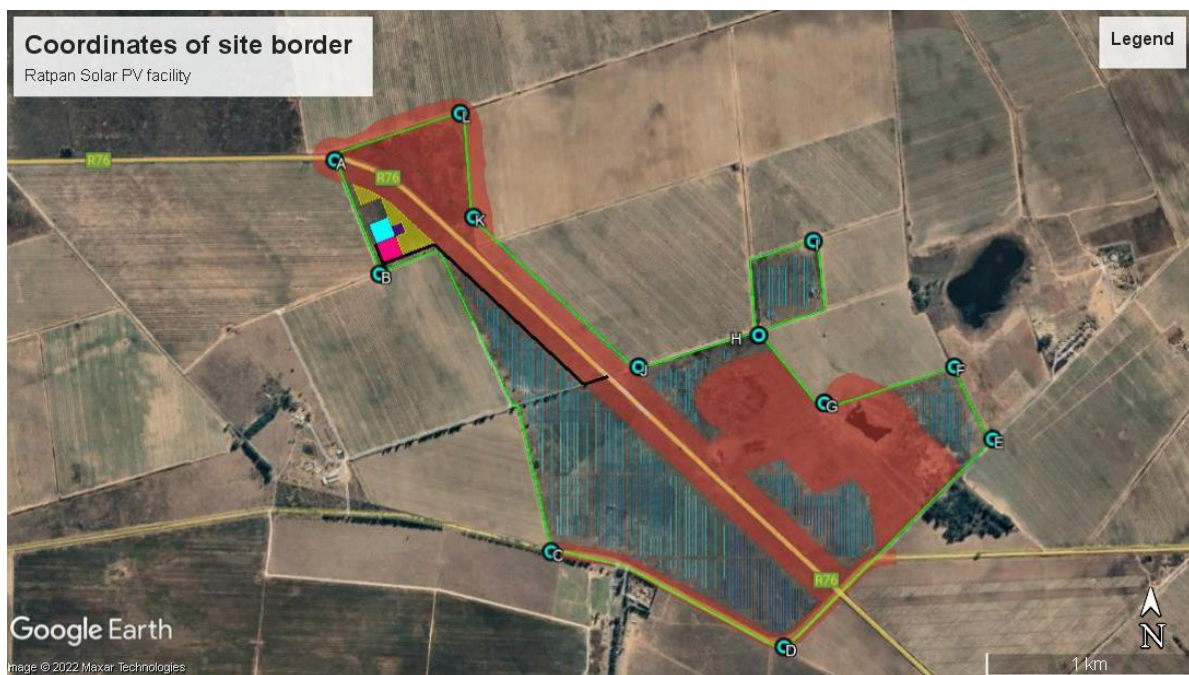 Coordinates of site border
Ratpan Solar PV facility
Legend
L
A
R76
R76
K
I
B
H
J
F
G
E
C
R76
D
Google Earth
N
Image © 2022 Maxar Technologies
1 km